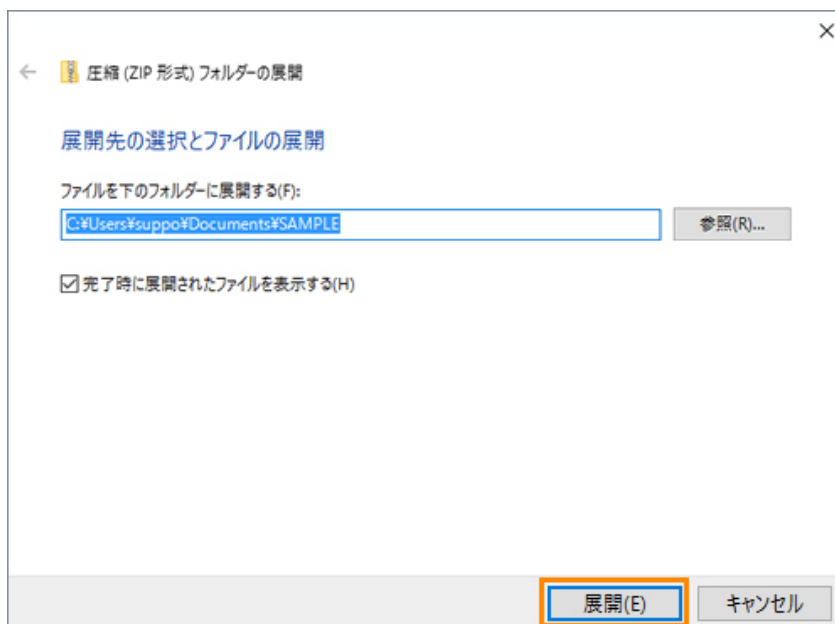 圧縮 (ZIP 形式) フォルダーの展開
展開先の選択とファイルの展開
ファイルを下のフォルダーに展開する(F):
C:¥Users¥suppo¥Documents¥SAMPLE
参照(R)...
完了時に展開されたファイルを表示する(H)
展開(E)
キャンセル